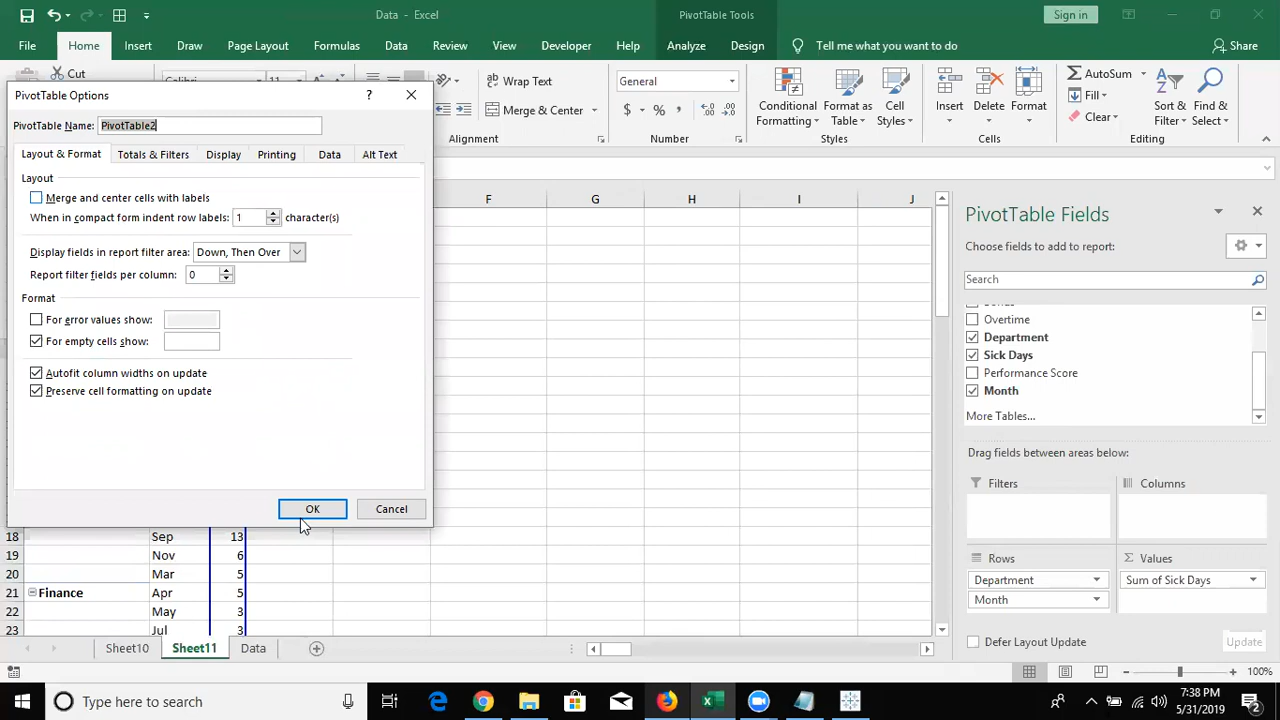 Data - Excel
PivotTable Tools
Sign in
File
Home
Insert
Draw
Page Layout
Formulas
Data
Review
View
Developer
Help
Analyze
Design
Tell me what you want to do
Share
Cut
Wrap Text
General
Merge & Center
$ % ,
Conditional Formatting
Format as Table
Cell Styles
Insert
Delete
Format
AutoSum
Fill
Clear
Sort & Filter
Find & Select
Alignment
Number
Styles
Cells
Editing
PivotTable Options
?
PivotTable Name: PivotTable2
Layout & Format
Totals & Filters
Display
Printing
Data
Alt Text
Layout
Merge and center cells with labels
When in compact form indent row labels: 1 character(s)
Display fields in report filter area: Down, Then Over
Report filter fields per column: 0
Format
For error values show:
For empty cells show:
Autofit column widths on update
Preserve cell formatting on update
OK
Cancel
F G H I J
18 Sep 13
19 Nov 6
20 Mar 5
21 Finance Apr 5
22 May 3
23 Jul 3
PivotTable Fields
Choose fields to add to report:
Search
Overtime
Department
Sick Days
Performance Score
Month
More Tables...
Drag fields between areas below:
Filters
Columns
Rows
Σ Values
Department
Month
Sum of Sick Days
Defer Layout Update
Update
Sheet10
Sheet11
Data
100%
Type here to search
7:38 PM
5/31/2019
2